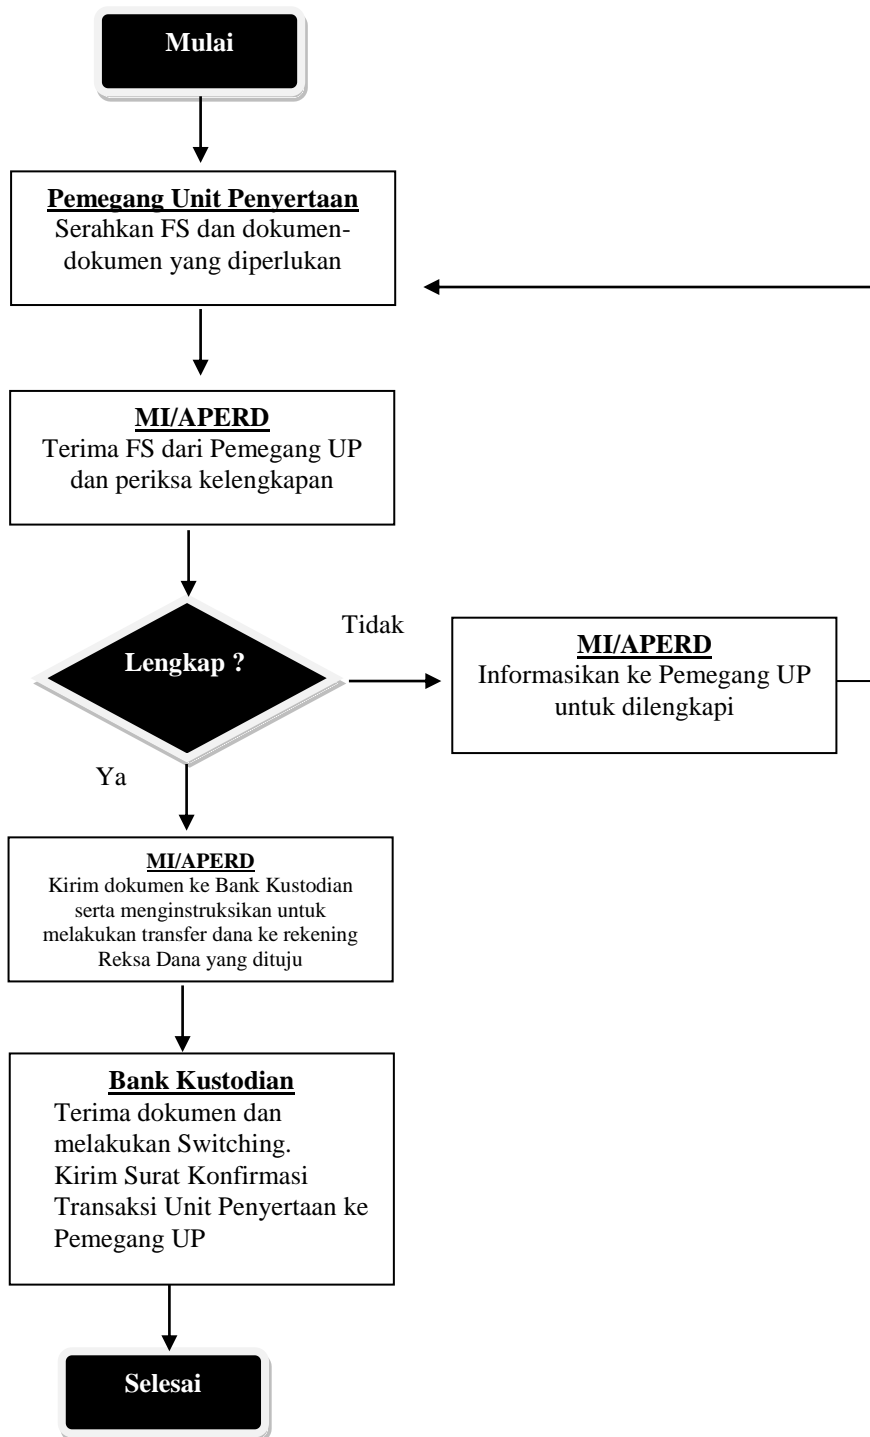 Mulai
Pemegang Unit Penyertaan
Serahkan FS dan dokumen-
dokumen yang diperlukan
MI/APERD
Terima FS dari Pemegang UP
dan periksa kelengkapan
Lengkap ?
Tidak
MI/APERD
Informasikan ke Pemegang UP
untuk dilengkapi
Ya
MI/APERD
Kirim dokumen ke Bank Kustodian
serta menginstruksikan untuk
melakukan transfer dana ke rekening
Reksa Dana yang dituju
Bank Kustodian
Terima dokumen dan
melakukan Switching.
Kirim Surat Konfirmasi
Transaksi Unit Penyertaan ke
Pemegang UP
Selesai